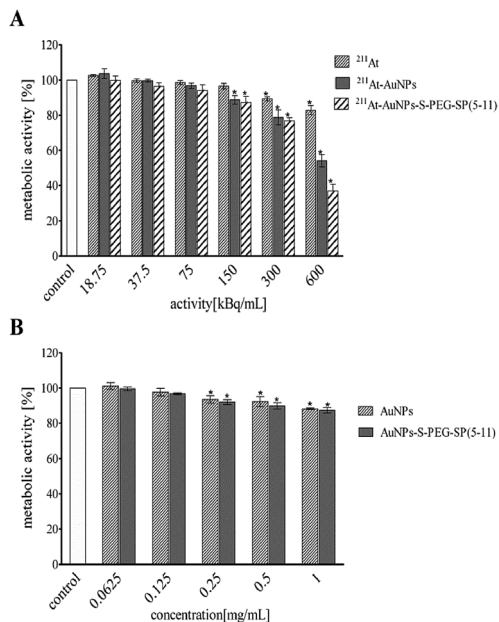 A
metabolic activity [%]
120
100
80
60
40
20
0
control
18.75
37.5
75
150
300
600
* * * * * * *
activity[kBq/mL]
²¹¹At
²¹¹At-AuNPs
²¹¹At-AuNPs-S-PEG-SP(5-11)
B
metabolic activity [%]
120
100
80
60
40
20
0
control
0.0625
0.125
0.25
0.5
1
* * * * * *
concentration[mg/mL]
AuNPs
AuNPs-S-PEG-SP(5-11)